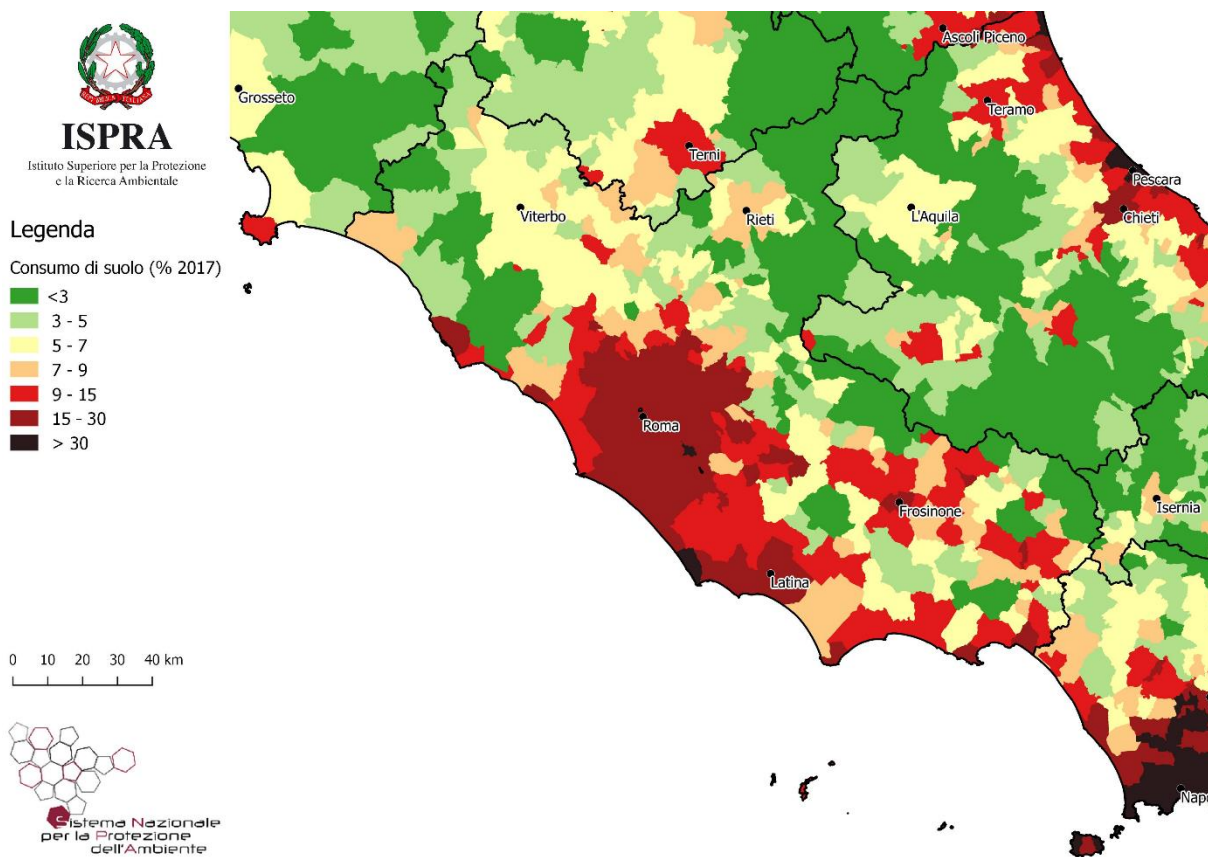 ISPRA
Istituto Superiore per la Protezione
e la Ricerca Ambientale
Legenda
Consumo di suolo (% 2017)
<3
3 - 5
5 - 7
7 - 9
9 - 15
15 - 30
> 30
0 10 20 30 40 km
Sistema Nazionale
per la Protezione
dell'Ambiente
Ascoli Piceno
Grosseto
Teramo
Terni
Pescara
Viterbo
Rieti
L'Aquila
Chieti
Roma
Frosinone
Isernia
Latina
Napo